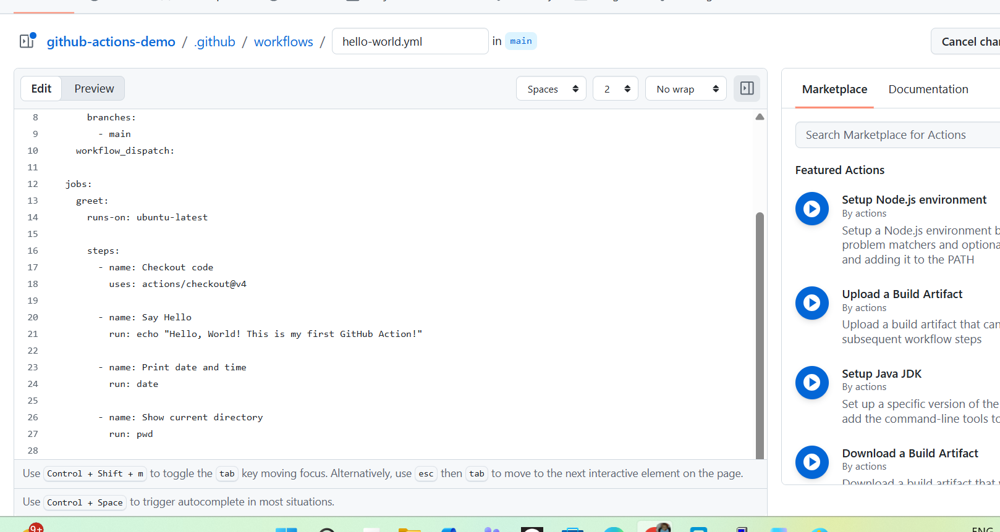 github-actions-demo / .github / workflows / hello-world.yml in main
Cancel cha
Edit Preview Spaces 2 No wrap
8 branches:
9 - main
10 workflow_dispatch:
11
12 jobs:
13 greet:
14 runs-on: ubuntu-latest
15
16 steps:
17 - name: Checkout code
18 uses: actions/checkout@v4
19
20 - name: Say Hello
21 run: echo "Hello, World! This is my first GitHub Action!"
22
23 - name: Print date and time
24 run: date
25
26 - name: Show current directory
27 run: pwd
28
Use Control + Shift + m to toggle the tab key moving focus. Alternatively, use esc then tab to move to the next interactive element on the page.
Use Control + Space to trigger autocomplete in most situations.
Marketplace Documentation
Search Marketplace for Actions
Featured Actions
Setup Node.js environment
By actions
Setup a Node.js environment b
problem matchers and optiona
and adding it to the PATH
Upload a Build Artifact
By actions
Upload a build artifact that can
subsequent workflow steps
Setup Java JDK
By actions
Set up a specific version of the
add the command-line tools to
Download a Build Artifact
By actions
Download a build artifact that
9+
ENG